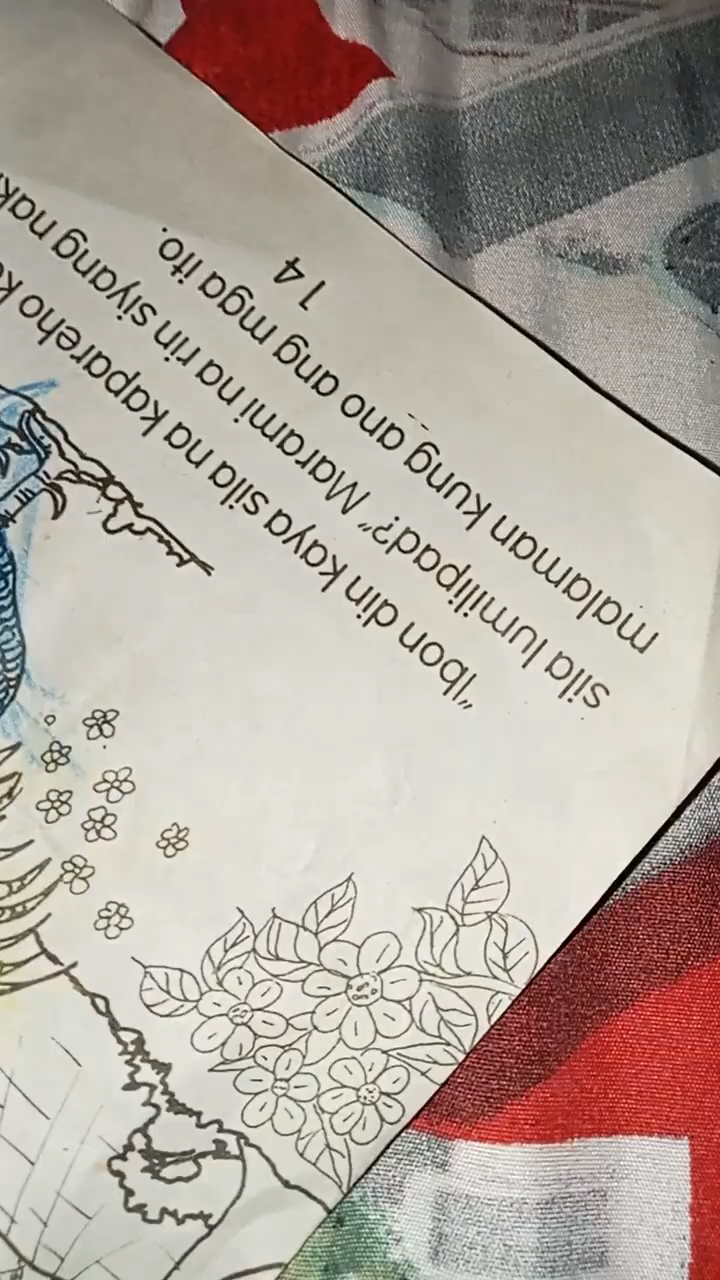 "Ibon din kaya sila na kapareho
sila lumilipad?" Marami na rin siyang
malaman kung ano ang mga ito.
14